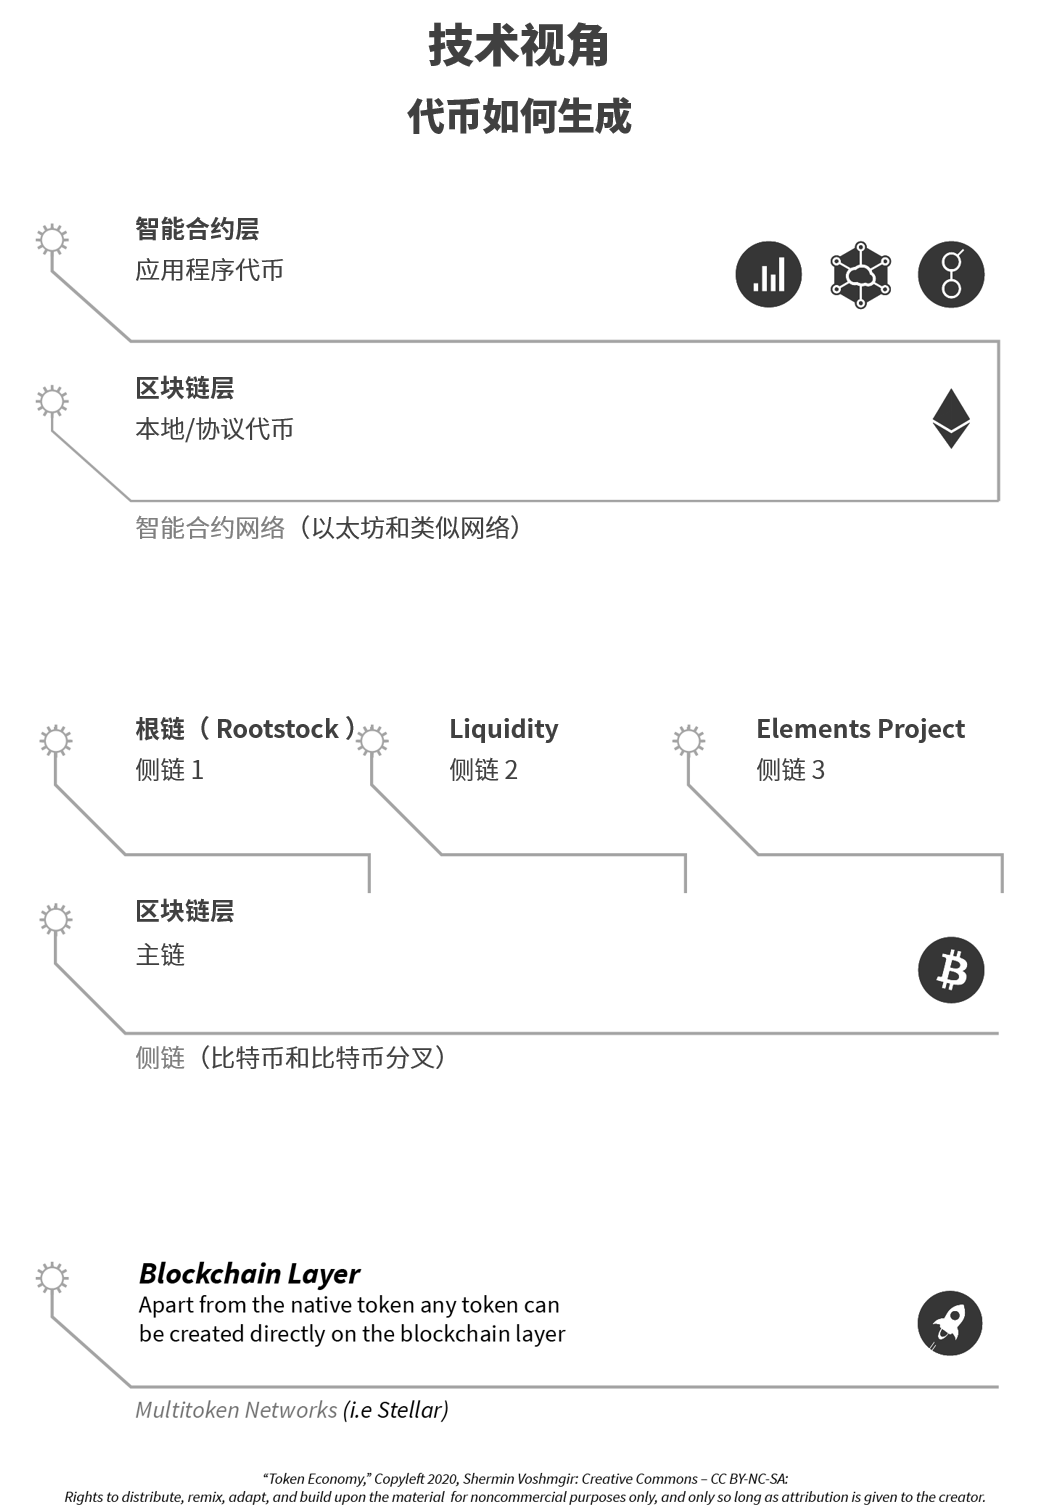 技术视角
代币如何生成
智能合约层
应用程序代币
区块链层
本地/协议代币
智能合约网络（以太坊和类似网络）
根链（ Rootstock ）
侧链 1
Liquidity
侧链 2
Elements Project
侧链 3
区块链层
主链
侧链（比特币和比特币分叉）
Blockchain Layer
Apart from the native token any token can
be created directly on the blockchain layer
Multitoken Networks (i.e Stellar)
“Token Economy,” Copyleft 2020, Shermin Voshmgir: Creative Commons – CC BY-NC-SA:
Rights to distribute, remix, adapt, and build upon the material for noncommercial purposes only, and only so long as attribution is given to the creator.